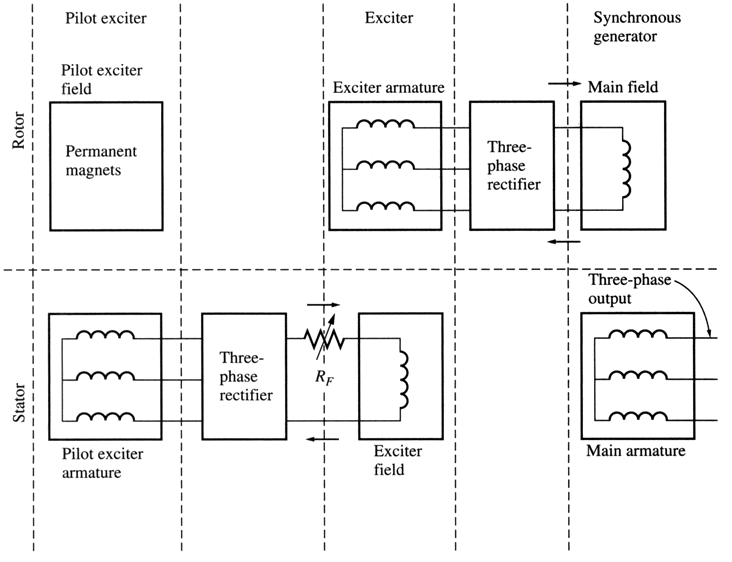 Pilot exciter
Exciter
Synchronous
generator
Rotor
Pilot exciter
field
Permanent
magnets
Exciter armature
Three-
phase
rectifier
Main field
Stator
Pilot exciter
armature
Three-
phase
rectifier
R_F
Exciter
field
Three-phase
output
Main armature